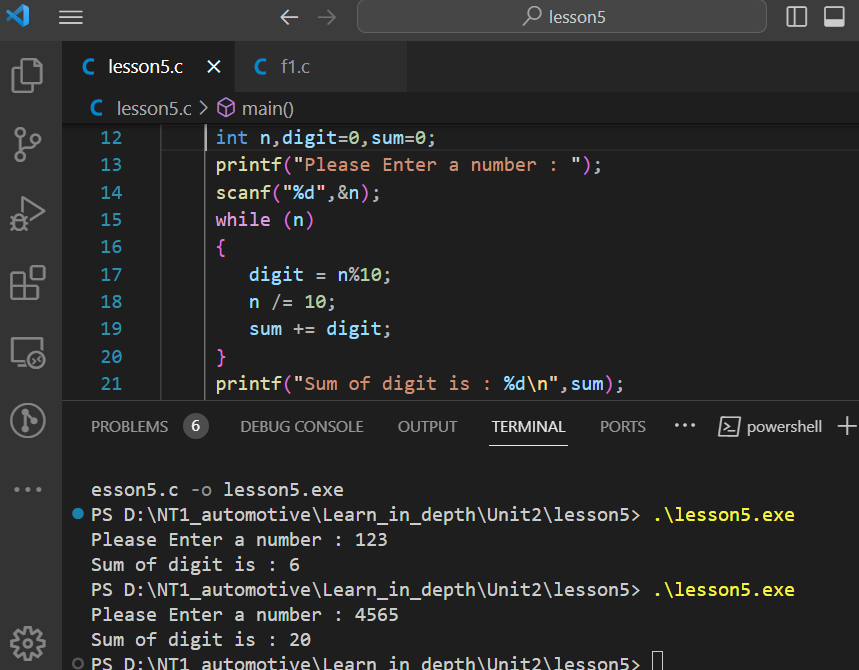 lesson5
lesson5.c
f1.c
lesson5.c > main()
12 int n,digit=0,sum=0;
13 printf("Please Enter a number : ");
14 scanf("%d",&n);
15 while (n)
16 {
17 digit = n%10;
18 n /= 10;
19 sum += digit;
20 }
21 printf("Sum of digit is : %d\n",sum);
PROBLEMS 6 DEBUG CONSOLE OUTPUT TERMINAL PORTS ··· powershell
esson5.c -o lesson5.exe
PS D:\NT1_automotive\Learn_in_depth\Unit2\lesson5> .\lesson5.exe
Please Enter a number : 123
Sum of digit is : 6
PS D:\NT1_automotive\Learn_in_depth\Unit2\lesson5> .\lesson5.exe
Please Enter a number : 4565
Sum of digit is : 20
PS D:\NT1_automotive\Learn_in_depth\Unit2\lesson5>